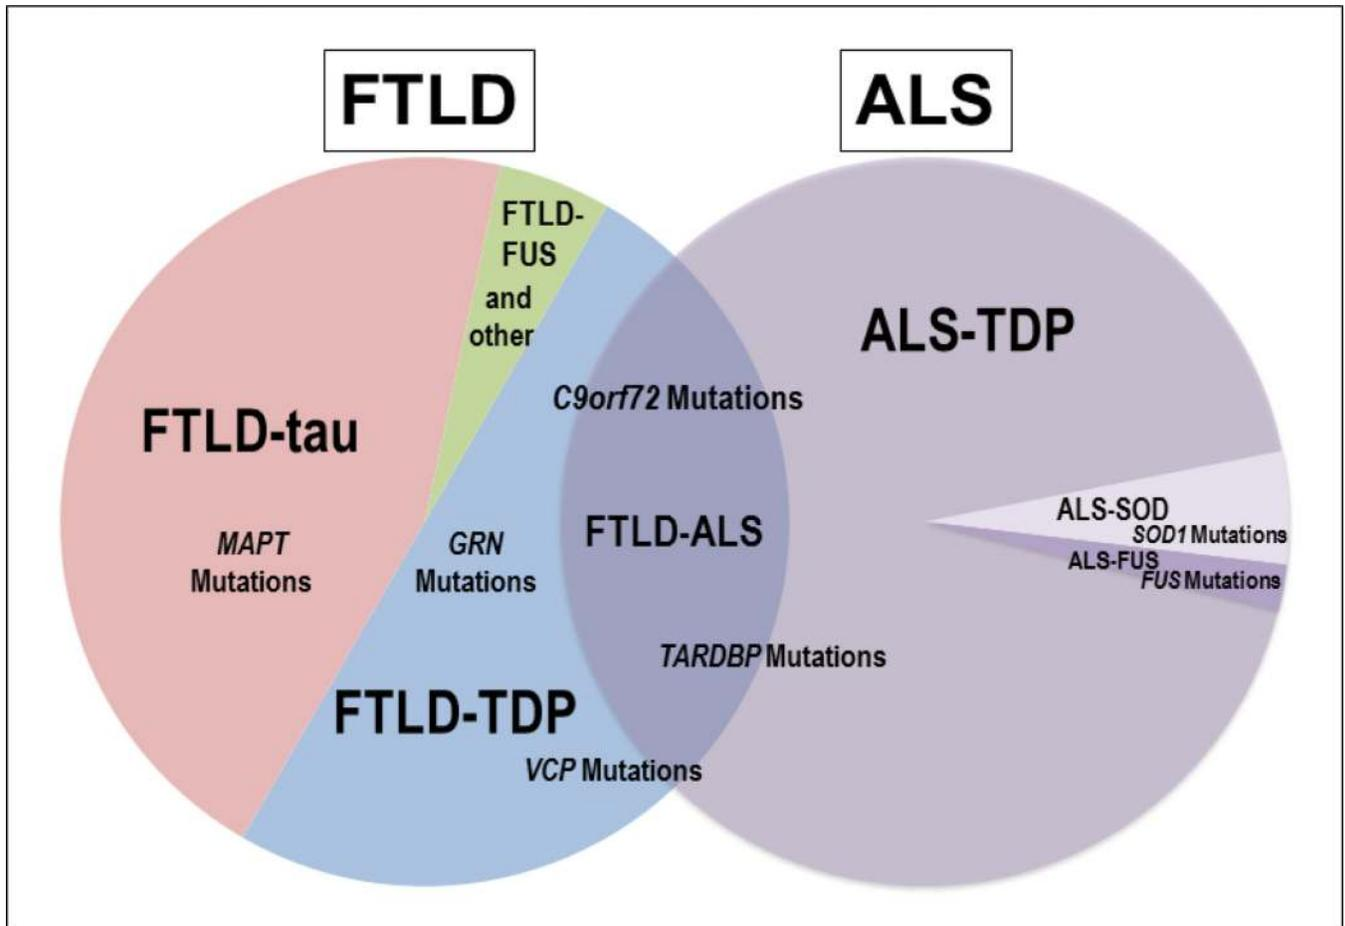 FTLD
ALS
FTLD-
FUS
and
other
ALS-TDP
C9orf72 Mutations
FTLD-tau
ALS-SOD
SOD1 Mutations
FTLD-ALS
MAPT
Mutations
GRN
Mutations
ALS-FUS
FUS Mutations
TARDBP Mutations
FTLD-TDP
VCP Mutations